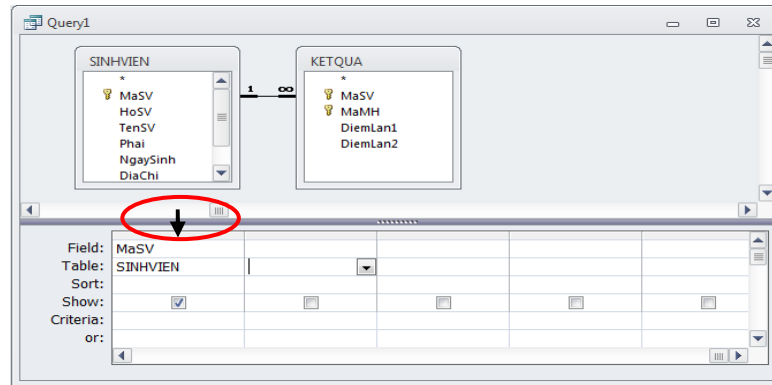 Query1
SINHVIEN
*
MaSV
HoSV
TenSV
Phai
NgaySinh
DiaChi
1 ∞
KETQUA
*
MaSV
MaMH
DiemLan1
DiemLan2
Field: MaSV
Table: SINHVIEN
Sort:
Show:
Criteria:
or: